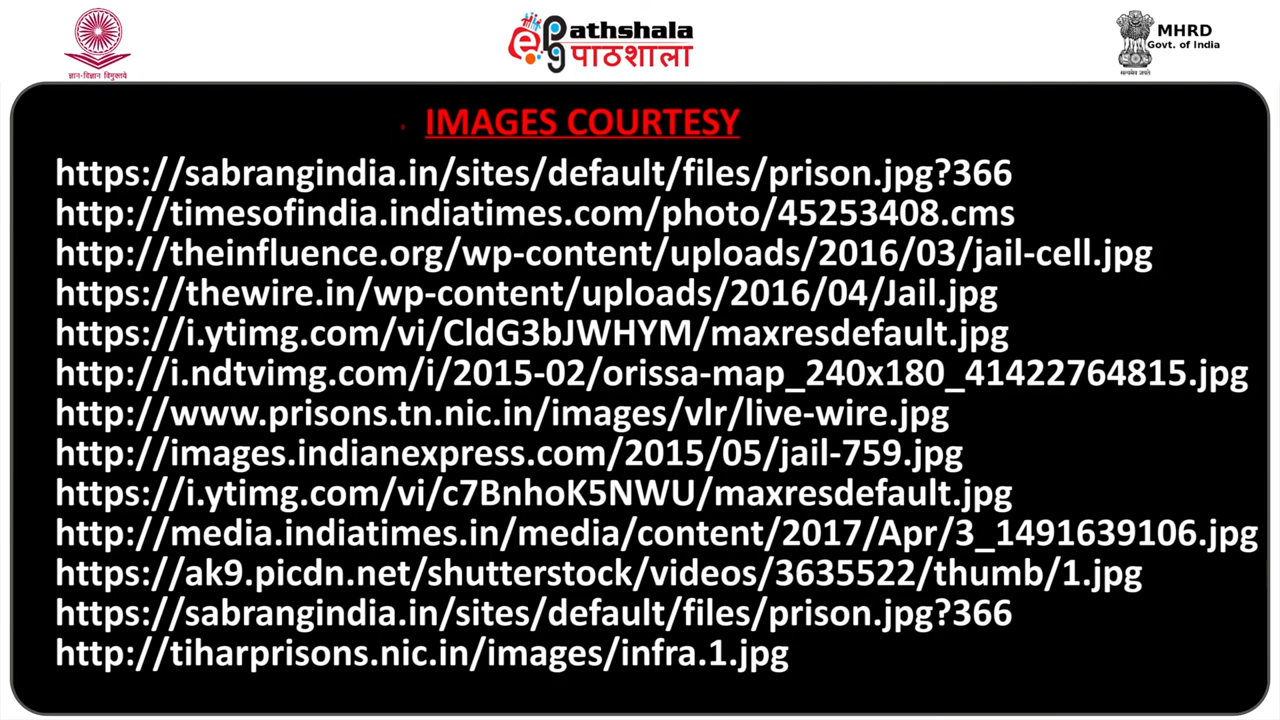 ज्ञान-विज्ञान विमुक्तये
epg
Pathshala
पाठशाला
सत्यमेव जयते
MHRD
Govt. of India
IMAGES COURTESY
https://sabrangindia.in/sites/default/files/prison.jpg?366
http://timesofindia.indiatimes.com/photo/45253408.cms
http://theinfluence.org/wp-content/uploads/2016/03/jail-cell.jpg
https://thewire.in/wp-content/uploads/2016/04/Jail.jpg
https://i.ytimg.com/vi/CldG3bJWHYM/maxresdefault.jpg
http://i.ndtvimg.com/i/2015-02/orissa-map_240x180_41422764815.jpg
http://www.prisons.tn.nic.in/images/vlr/live-wire.jpg
http://images.indianexpress.com/2015/05/jail-759.jpg
https://i.ytimg.com/vi/c7BnhoK5NWU/maxresdefault.jpg
http://media.indiatimes.in/media/content/2017/Apr/3_1491639106.jpg
https://ak9.picdn.net/shutterstock/videos/3635522/thumb/1.jpg
https://sabrangindia.in/sites/default/files/prison.jpg?366
http://tiharprisons.nic.in/images/infra.1.jpg